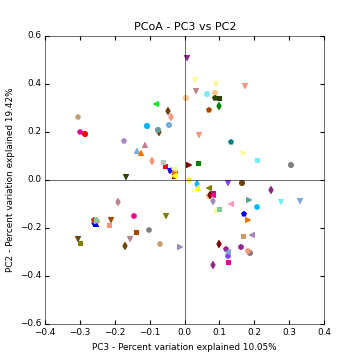 PCoA - PC3 vs PC2
0.6
0.4
0.2
0.0
−0.2
−0.4
−0.6
PC2 - Percent variation explained 19.42%
−0.4 −0.3 −0.2 −0.1 0.0 0.1 0.2 0.3 0.4
PC3 - Percent variation explained 10.05%